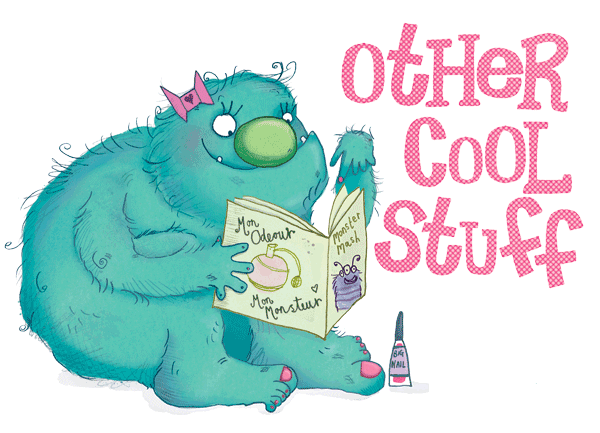 OtHER
COOL
Stuff
Mon
Odeour
Mon
Monsteur
Monster
Mash
BIG
NAIL